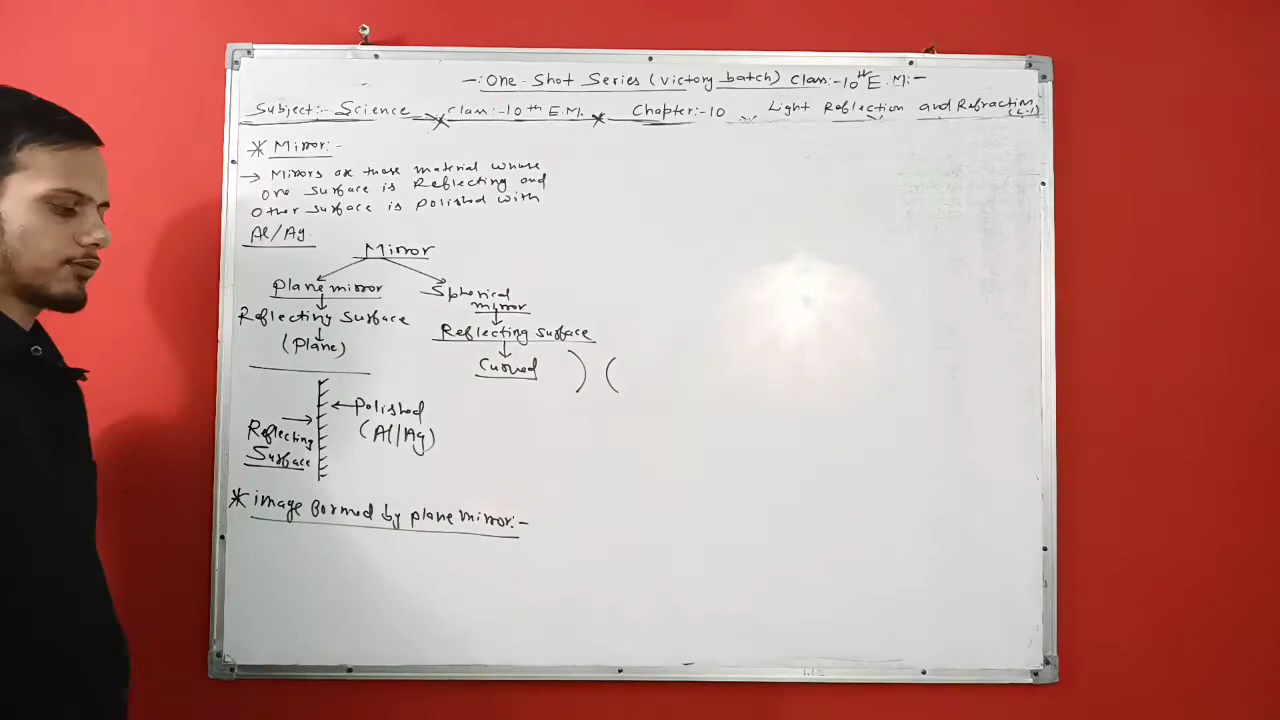 -: One-Shot Series (Victory batch) Class:-10th E.M:-
Subject:- Science Class:-10th E.M. Chapter:-10 Light Reflection and Refraction
(L-1)
* Mirror:-
→ Mirrors are those material whose
one surface is Reflecting and
Other surface is polished with
Al/Ag.
Mirror
plane mirror
Spherical
mirror
Reflecting surface
Reflecting surface
(plane)
Curved
Polished
(Al/Ag)
Reflecting
Surface
* image formed by plane mirror:-